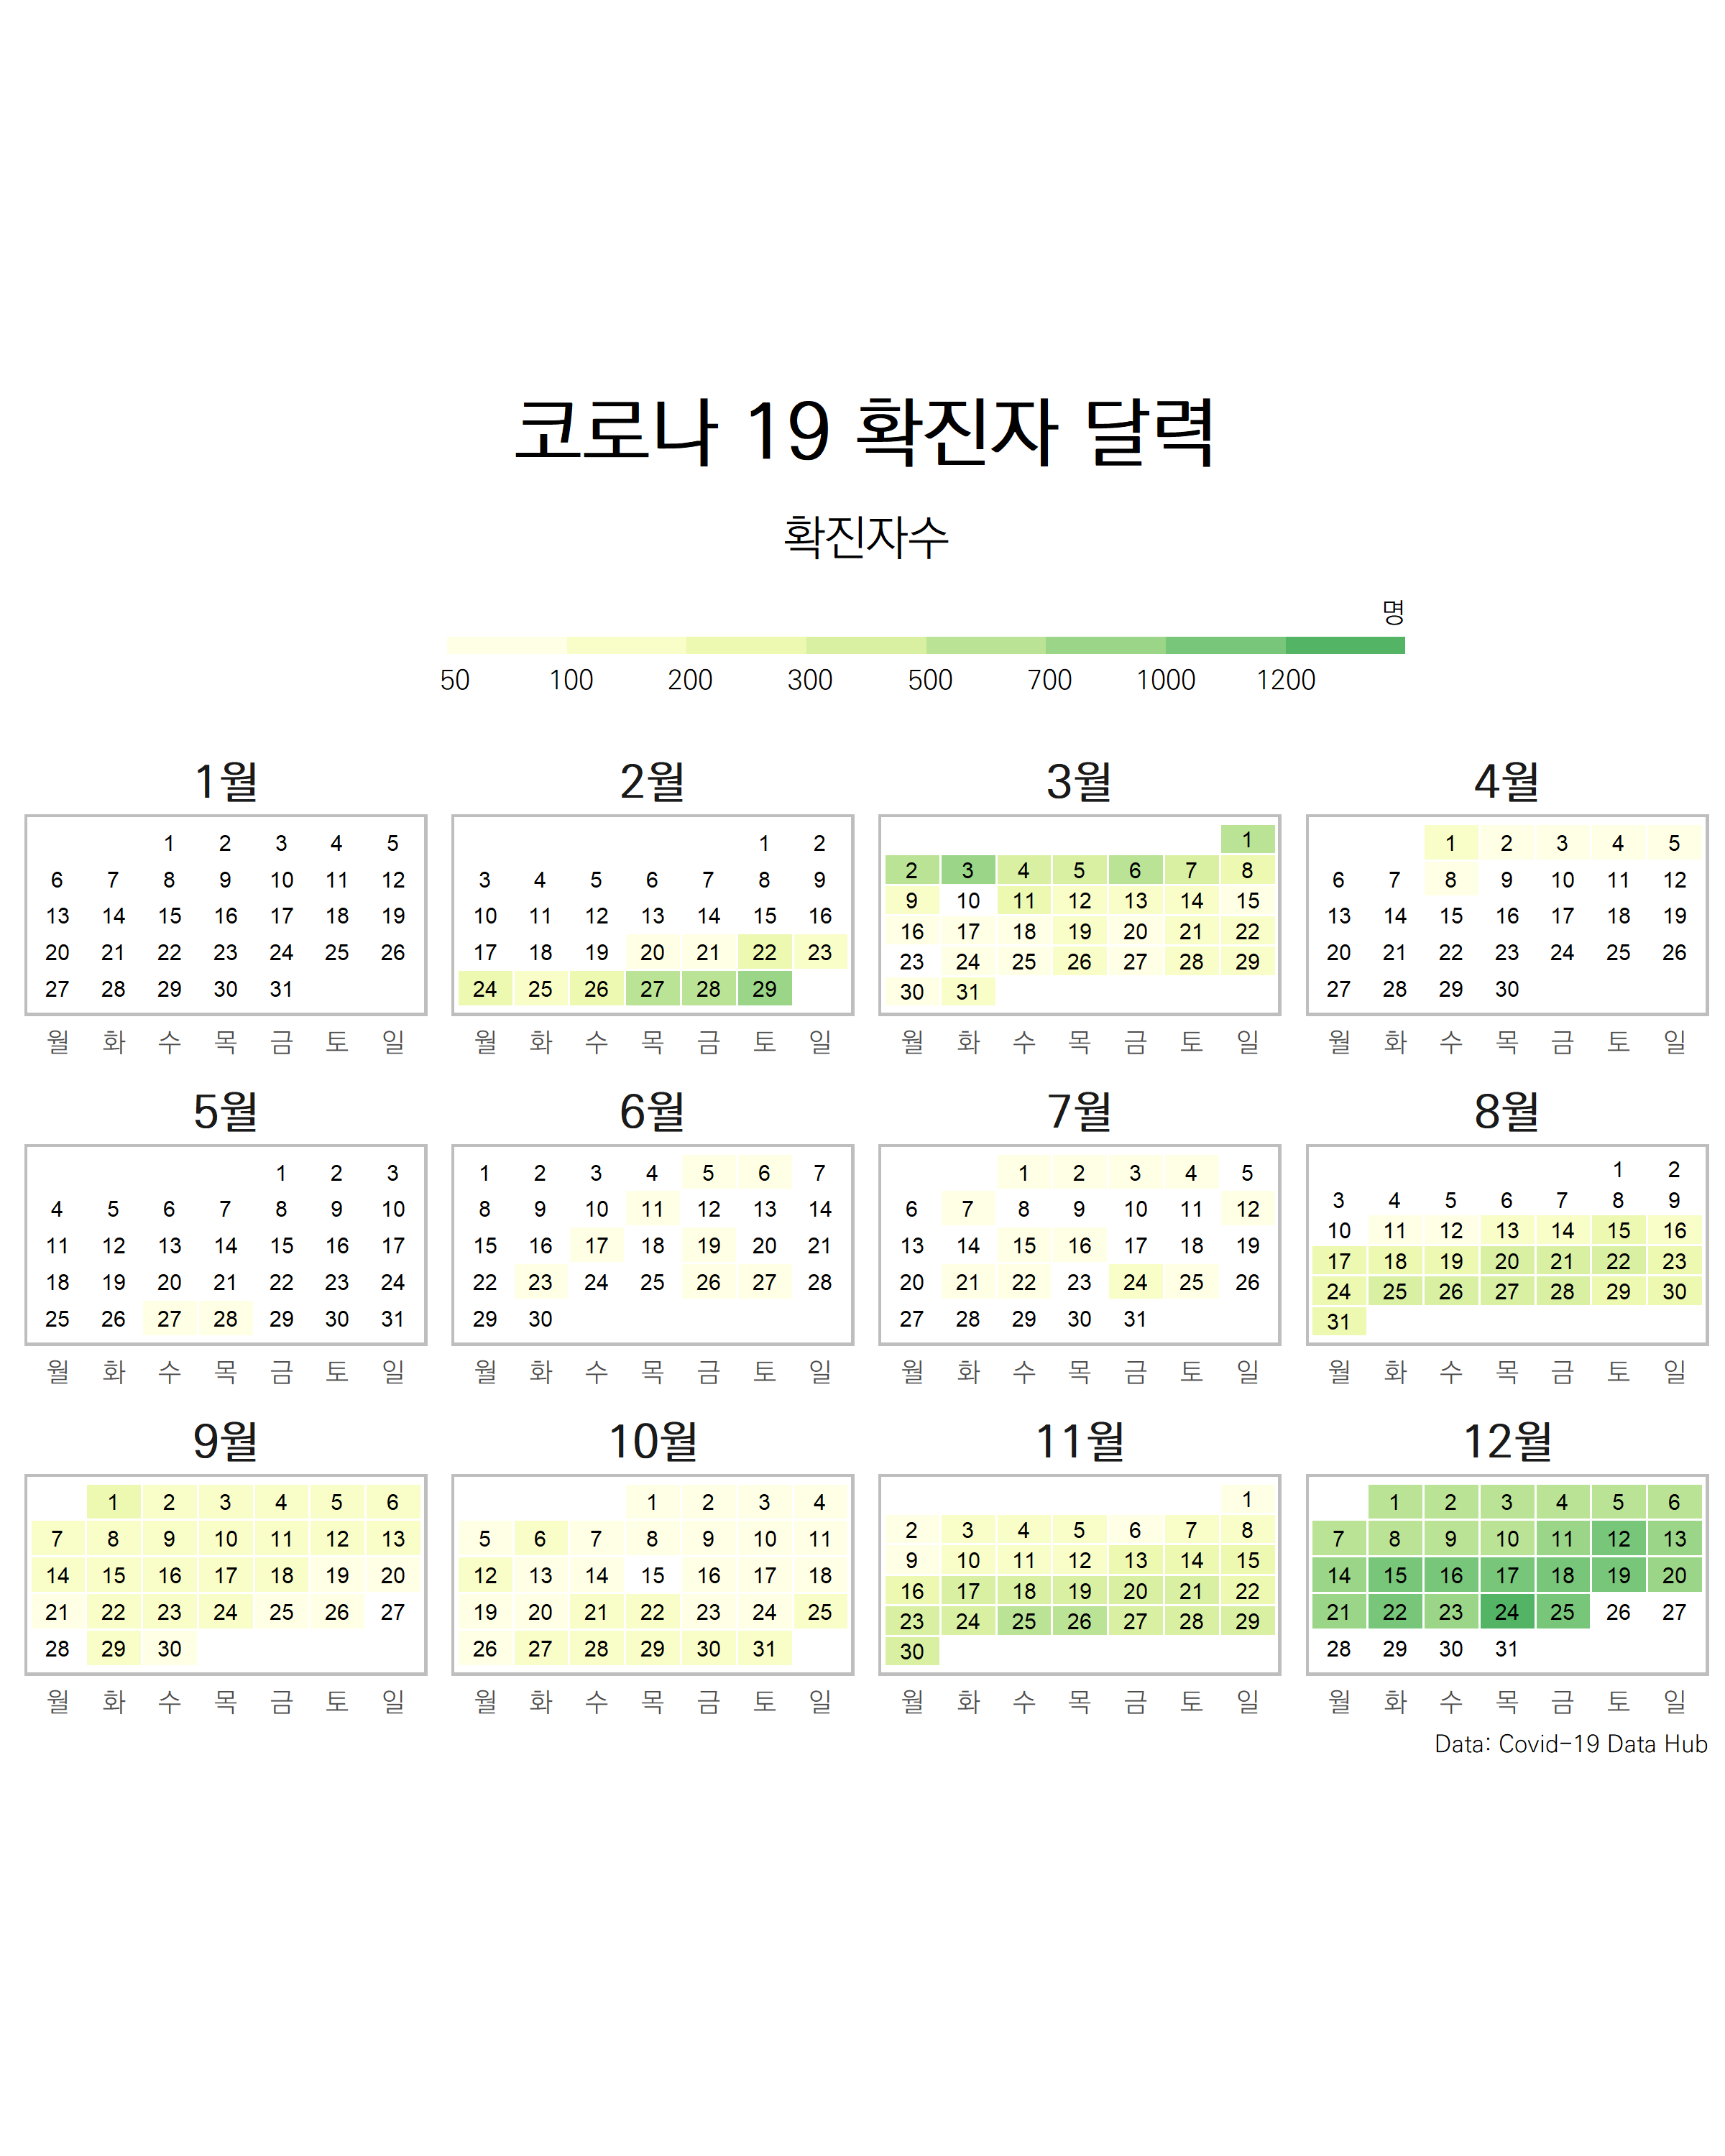 코로나 19 확진자 달력
확진자수
명
50 100 200 300 500 700 1000 1200
1월 2월 3월 4월
1 2 3 4 5 1 2 1 1 2 3 4 5
6 7 8 9 10 11 12 3 4 5 6 7 8 9 2 3 4 5 6 7 8 6 7 8 9 10 11 12
13 14 15 16 17 18 19 10 11 12 13 14 15 16 9 10 11 12 13 14 15 13 14 15 16 17 18 19
20 21 22 23 24 25 26 17 18 19 20 21 22 23 16 17 18 19 20 21 22 20 21 22 23 24 25 26
27 28 29 30 31 24 25 26 27 28 29 23 24 25 26 27 28 29 27 28 29 30
30 31
월 화 수 목 금 토 일 월 화 수 목 금 토 일 월 화 수 목 금 토 일 월 화 수 목 금 토 일
5월 6월 7월 8월
1 2 3 1 2 3 4 5 6 7 1 2 3 4 5 1 2
4 5 6 7 8 9 10 8 9 10 11 12 13 14 6 7 8 9 10 11 12 3 4 5 6 7 8 9
11 12 13 14 15 16 17 15 16 17 18 19 20 21 13 14 15 16 17 18 19 10 11 12 13 14 15 16
18 19 20 21 22 23 24 22 23 24 25 26 27 28 20 21 22 23 24 25 26 17 18 19 20 21 22 23
25 26 27 28 29 30 31 29 30 27 28 29 30 31 24 25 26 27 28 29 30
31
월 화 수 목 금 토 일 월 화 수 목 금 토 일 월 화 수 목 금 토 일 월 화 수 목 금 토 일
9월 10월 11월 12월
1 2 3 4 5 6 1 2 3 4 1 1 2 3 4 5 6
7 8 9 10 11 12 13 5 6 7 8 9 10 11 2 3 4 5 6 7 8 7 8 9 10 11 12 13
14 15 16 17 18 19 20 12 13 14 15 16 17 18 9 10 11 12 13 14 15 14 15 16 17 18 19 20
21 22 23 24 25 26 27 19 20 21 22 23 24 25 16 17 18 19 20 21 22 21 22 23 24 25 26 27
28 29 30 26 27 28 29 30 31 23 24 25 26 27 28 29 28 29 30 31
30
월 화 수 목 금 토 일 월 화 수 목 금 토 일 월 화 수 목 금 토 일 월 화 수 목 금 토 일
Data: Covid-19 Data Hub